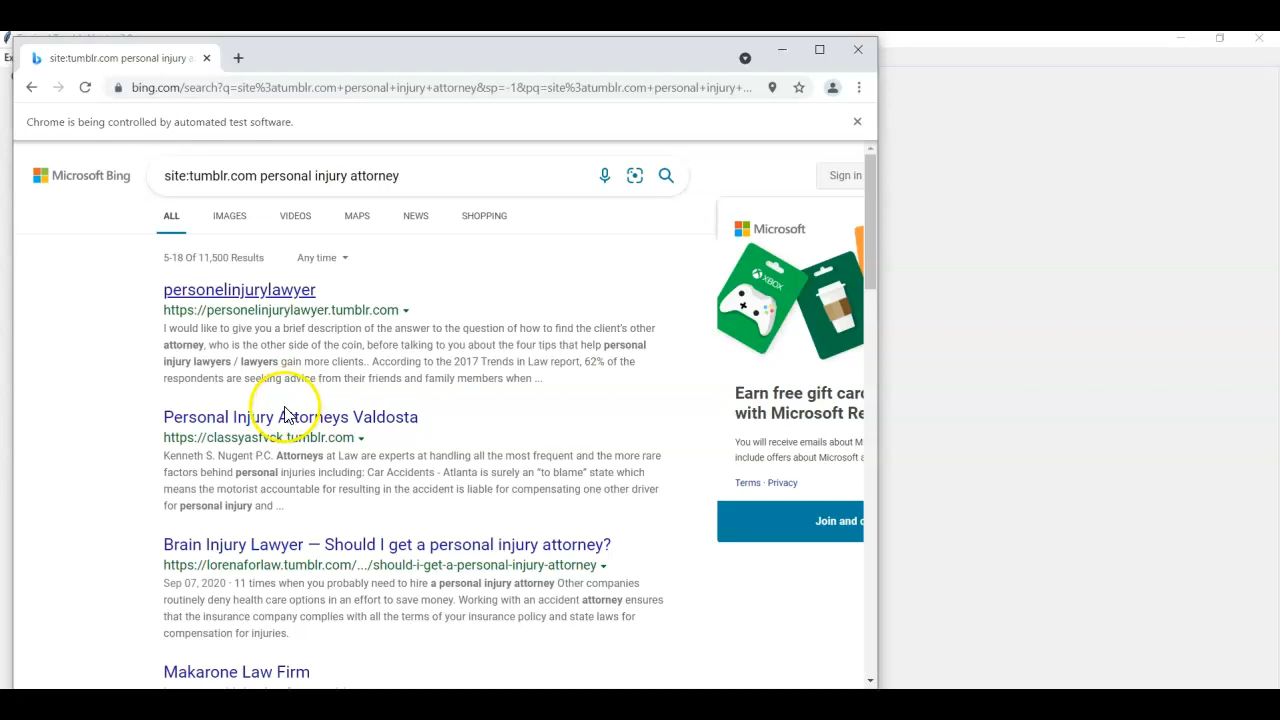 Ex
site:tumblr.com personal injury a
bing.com/search?q=site%3atumblr.com+personal+injury+attorney&sp=-1&pq=site%3atumblr.com+personal+injury+...
Chrome is being controlled by automated test software.
Microsoft Bing
site:tumblr.com personal injury attorney
Sign in
ALL
IMAGES
VIDEOS
MAPS
NEWS
SHOPPING
5-18 Of 11,500 Results
Any time
personelinjurylawyer
https://personelinjurylawyer.tumblr.com
I would like to give you a brief description of the answer to the question of how to find the client's other
attorney, who is the other side of the coin, before talking to you about the four tips that help personal
injury lawyers / lawyers gain more clients.. According to the 2017 Trends in Law report, 62% of the
respondents are seeking advice from their friends and family members when ...
Personal Injury Attorneys Valdosta
https://classyasfvck.tumblr.com
Kenneth S. Nugent P.C. Attorneys at Law are experts at handling all the most frequent and the more rare
factors behind personal injuries including: Car Accidents - Atlanta is surely an “to blame” state which
means the motorist accountable for resulting in the accident is liable for compensating one other driver
for personal injury and ...
Brain Injury Lawyer — Should I get a personal injury attorney?
https://lorenaforlaw.tumblr.com/.../should-i-get-a-personal-injury-attorney
Sep 07, 2020 · 11 times when you probably need to hire a personal injury attorney Other companies
routinely deny health care options in an effort to save money. Working with an accident attorney ensures
that the insurance company complies with all the terms of your insurance policy and state laws for
compensation for injuries.
Makarone Law Firm
Microsoft
XBOX
Earn free gift card
with Microsoft Re
You will receive emails about M
include offers about Microsoft
Terms · Privacy
Join and